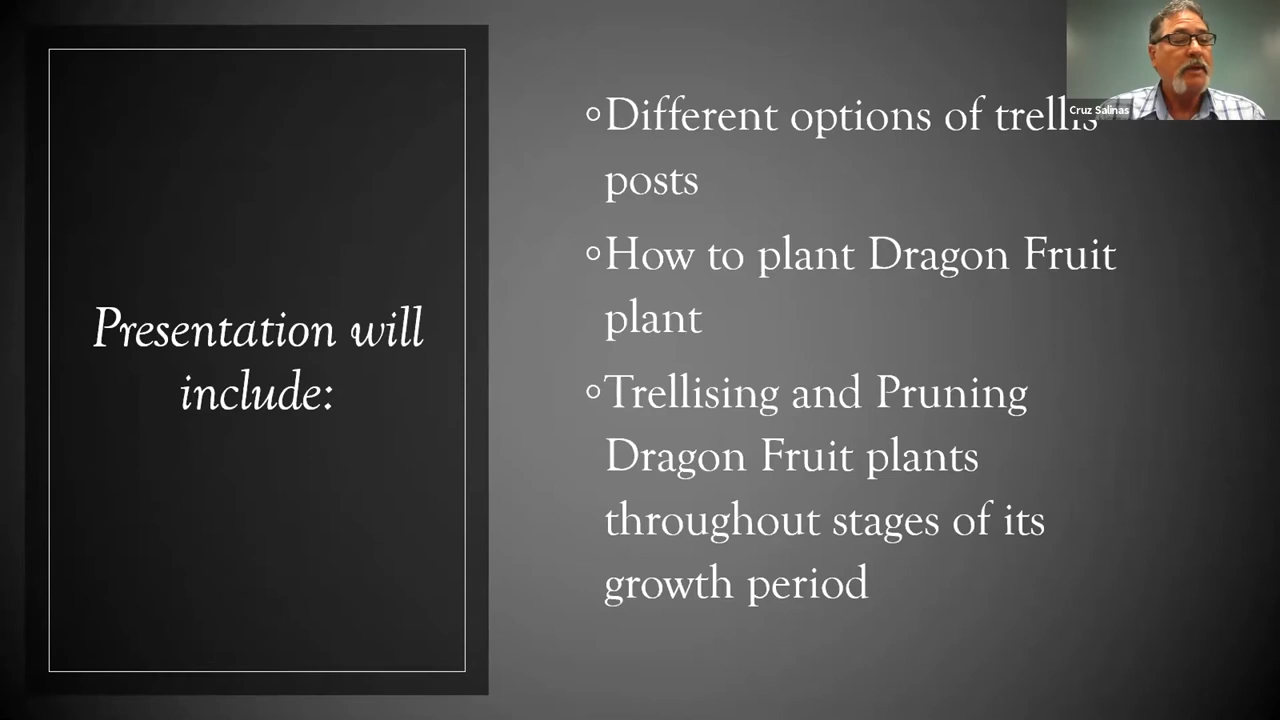 Presentation will
include:
◦Different options of trellis
posts
◦How to plant Dragon Fruit
plant
◦Trellising and Pruning
Dragon Fruit plants
throughout stages of its
growth period
Cruz Salinas